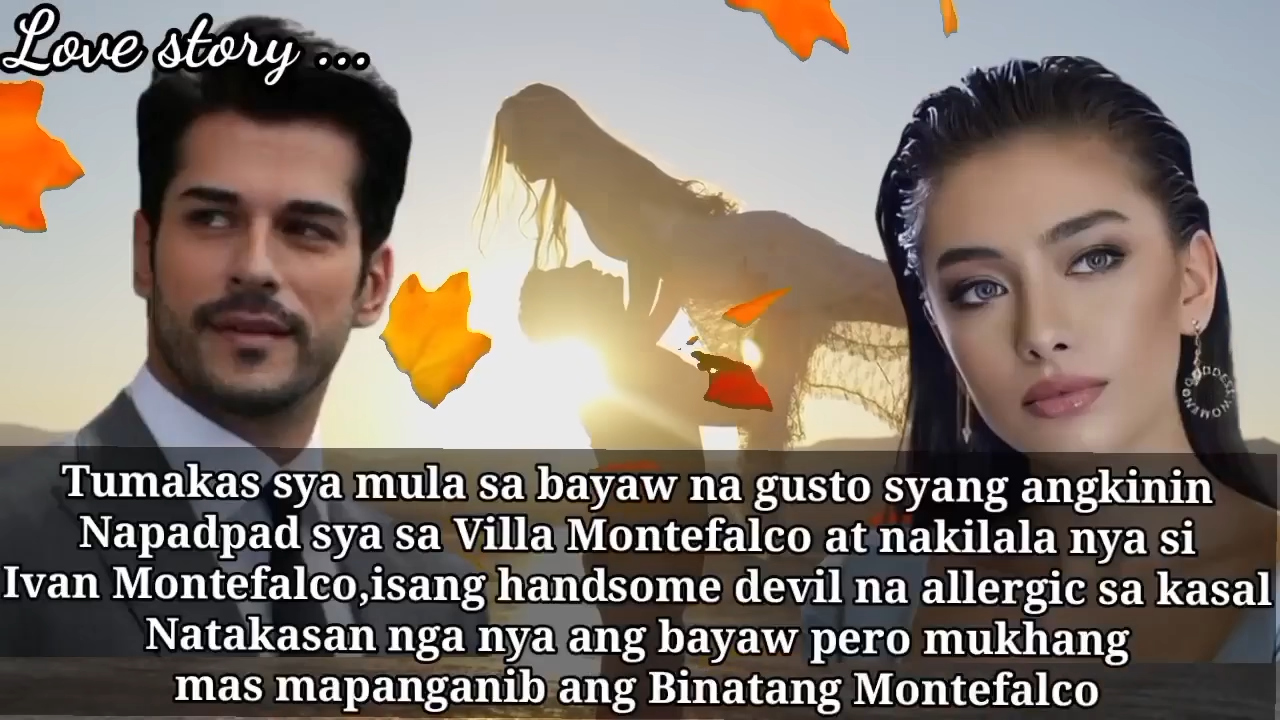 Love story ...
GODDESS WOMENG
Tumakas sya mula sa bayaw na gusto syang angkinin
Napadpad sya sa Villa Montefalco at nakilala nya si
Ivan Montefalco,isang handsome devil na allergic sa kasal
Natakasan nga nya ang bayaw pero mukhang
mas mapanganib ang Binatang Montefalco